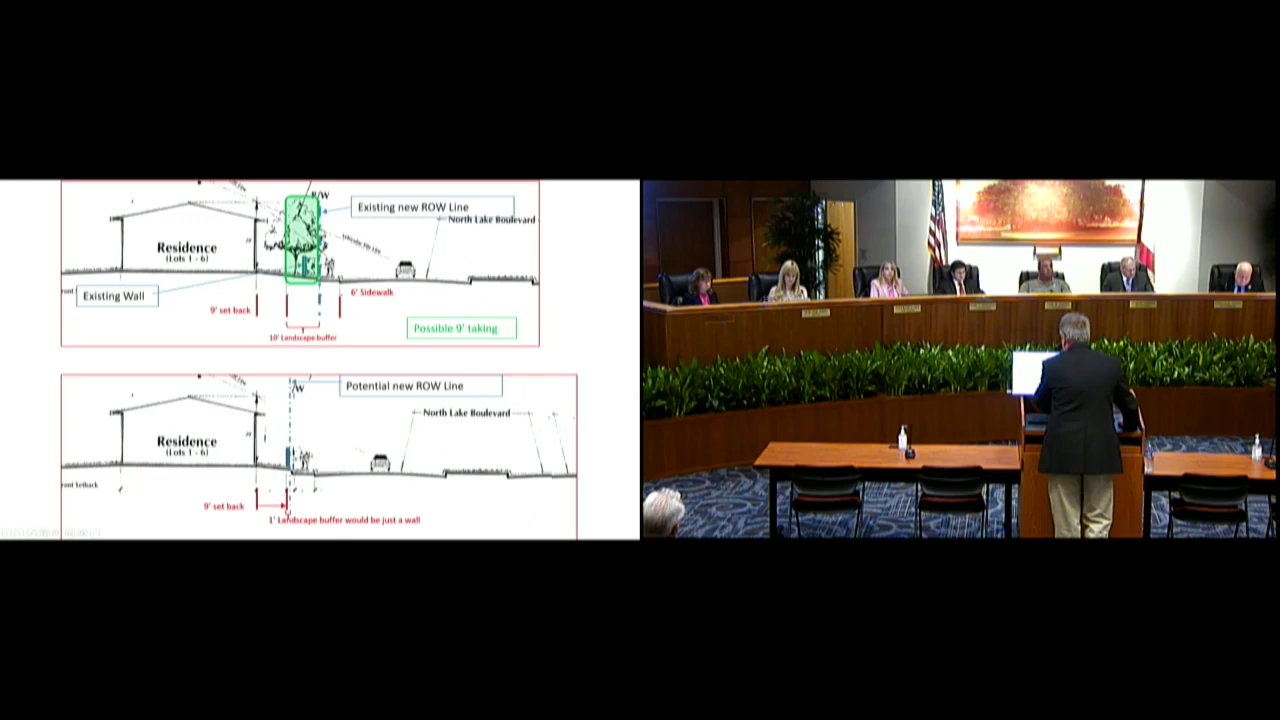 R/W
Existing new ROW Line
North Lake Boulevard
Residence
(Lots 1 - 6)
Existing Wall
9' set back
6' Sidewalk
Possible 9' taking
10' Landscape buffer
Potential new ROW Line
/W
North Lake Boulevard
Residence
(Lots 1 - 6)
ront Setback
9' set back
1' Landscape buffer would be just a wall